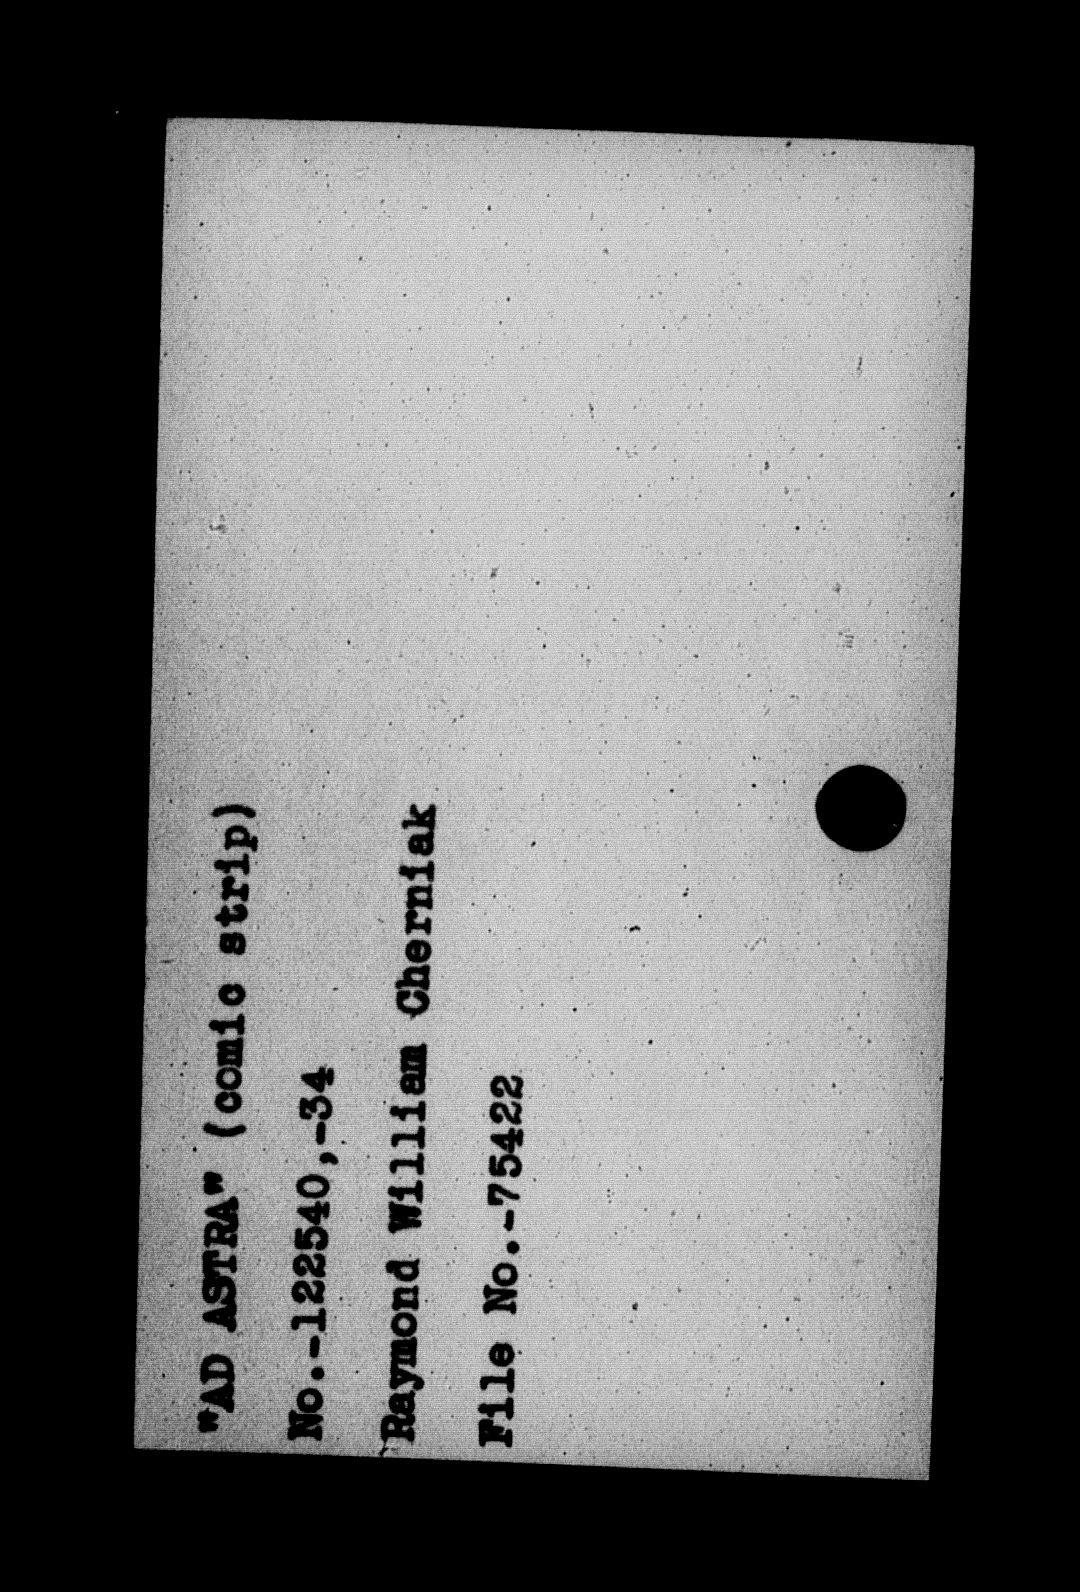 "AD ASTRA" (comic strip)
No.-122540,-34
Raymond William Cherniak
File No.-75422